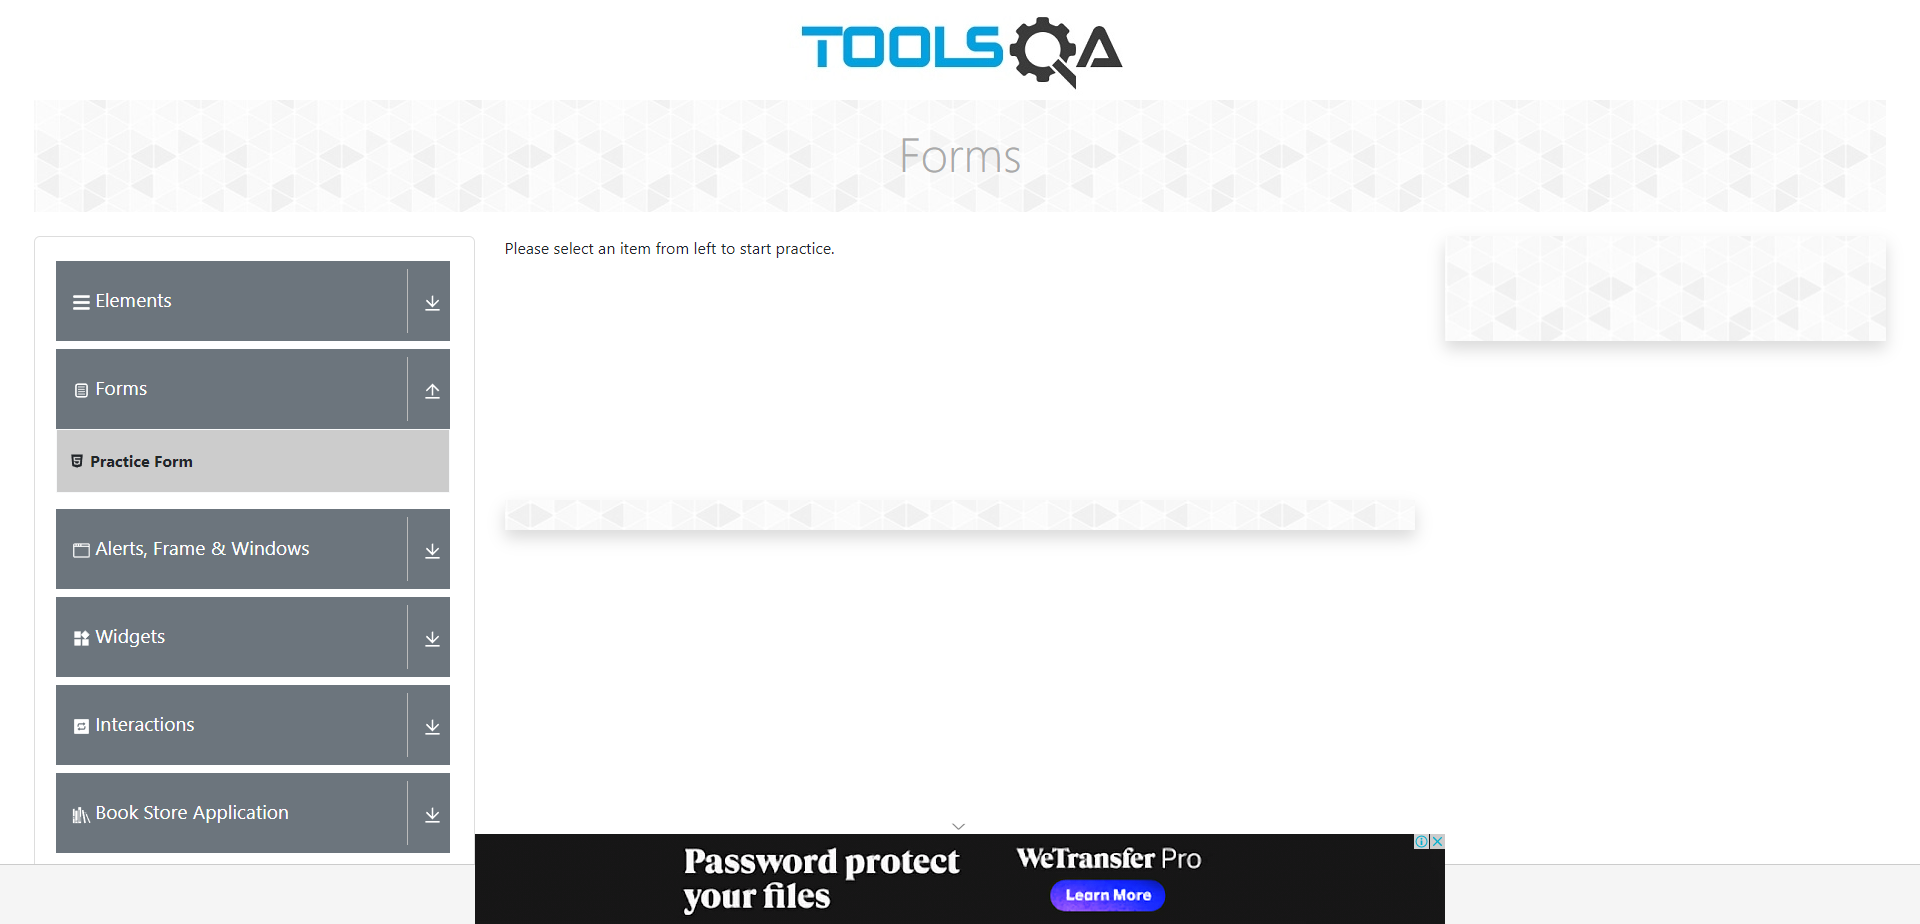 TOOLSQA
Forms
Elements
Forms
Practice Form
Alerts, Frame & Windows
Widgets
Interactions
Book Store Application
Please select an item from left to start practice.
Password protect
your files
WeTransfer Pro
Learn More